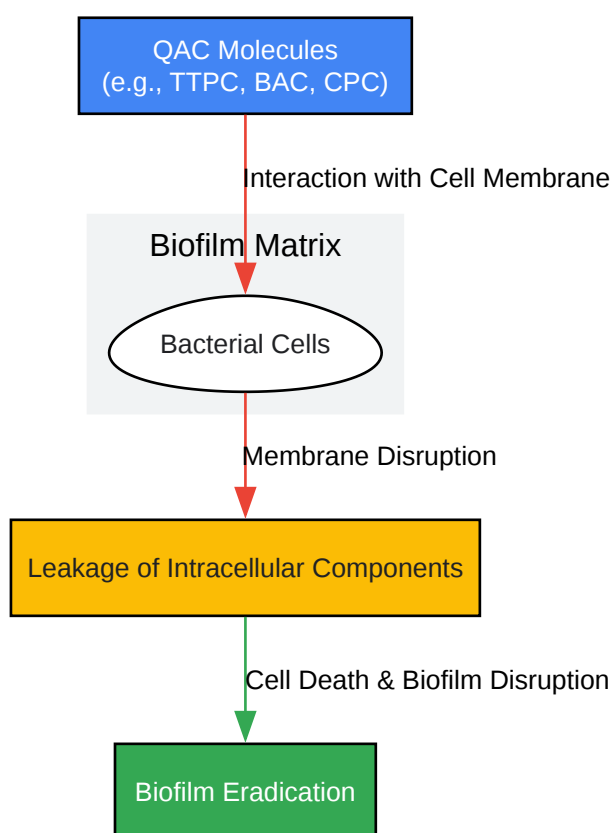 QAC Molecules
(e.g., TTPC, BAC, CPC)
Interaction with Cell Membrane
Biofilm Matrix
Bacterial Cells
Membrane Disruption
Leakage of Intracellular Components
Cell Death & Biofilm Disruption
Biofilm Eradication